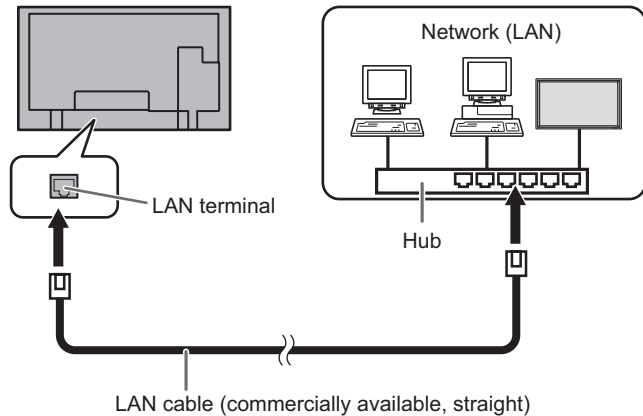 Network (LAN)
LAN terminal
Hub
LAN cable (commercially available, straight)